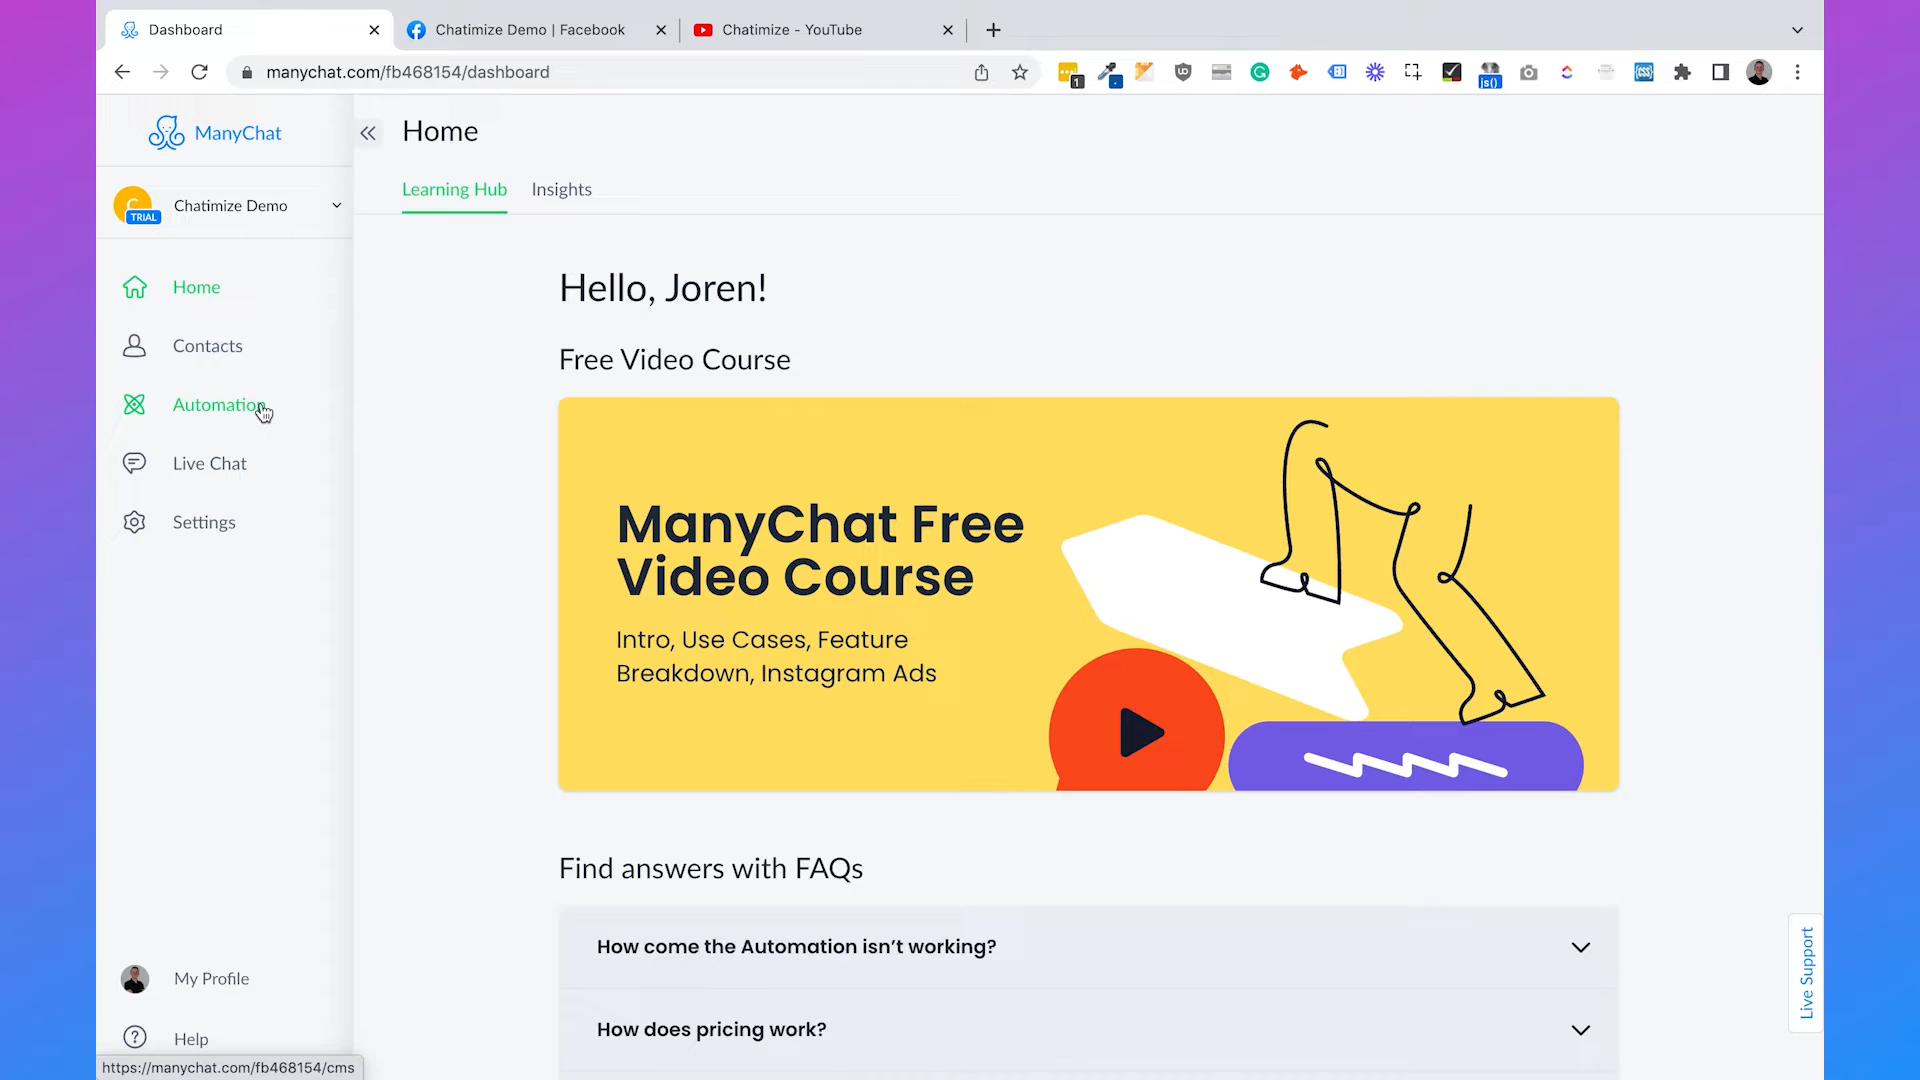 Dashboard
Chatimize Demo | Facebook
Chatimize - YouTube
manychat.com/fb468154/dashboard
1
js()
ManyChat
Home
Learning Hub
Insights
C
TRIAL
Chatimize Demo
Home
Contacts
Automation
Live Chat
Settings
Hello, Joren!
Free Video Course
ManyChat Free
Video Course
Intro, Use Cases, Feature
Breakdown, Instagram Ads
Find answers with FAQs
How come the Automation isn't working?
How does pricing work?
Live Support
My Profile
Help
https://manychat.com/fb468154/cms